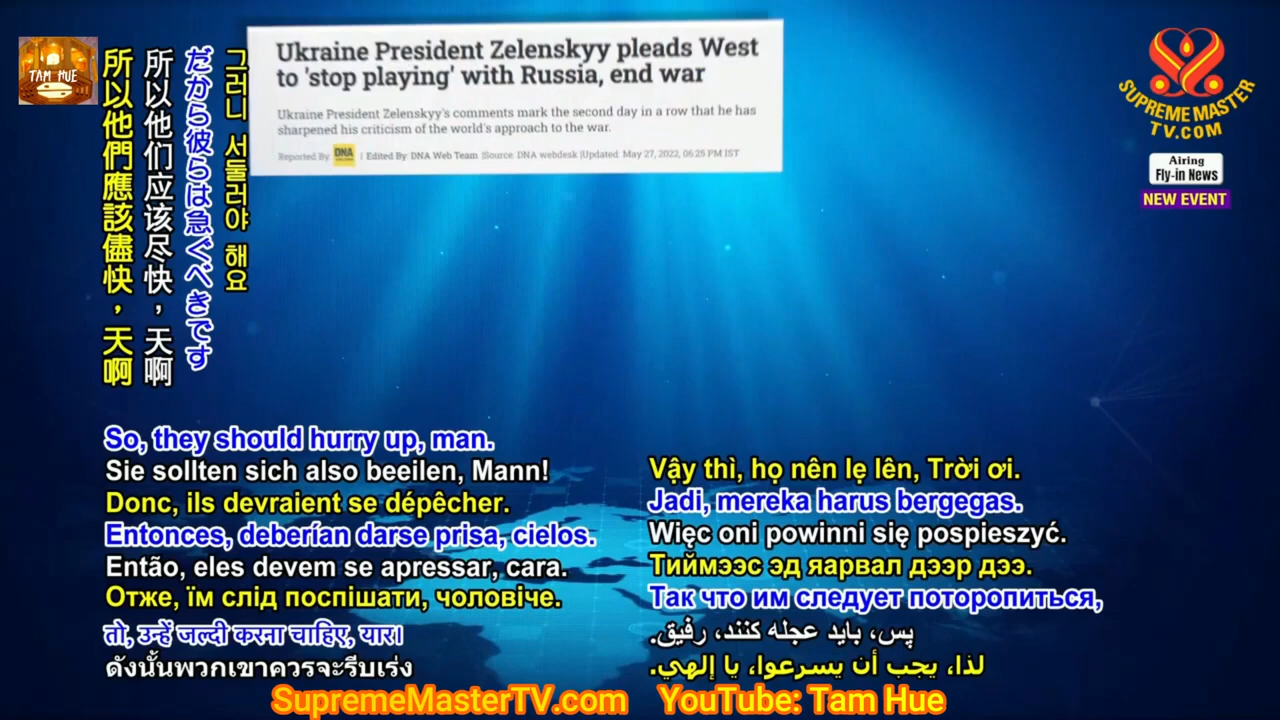 TAM HUE
所以他們應該儘快，天啊
所以他们应该尽快，天啊
だから彼らは急ぐべきです
그러니 서둘러야 해요
Ukraine President Zelenskyy pleads West
to 'stop playing' with Russia, end war
Ukraine President Zelenskyy's comments mark the second day in a row that he has
sharpened his criticism of the world's approach to the war.
Reported By: DNA | Edited By: DNA Web Team |Source: DNA webdesk |Updated: May 27, 2022, 06:25 PM IST
SUPREME MASTER
TV.COM
Airing
Fly-in News
NEW EVENT
So, they should hurry up, man.
Sie sollten sich also beeilen, Mann!
Donc, ils devraient se dépêcher.
Entonces, deberían darse prisa, cielos.
Então, eles devem se apressar, cara.
Отже, їм слід поспішати, чоловіче.
तो, उन्हें जल्दी करना चाहिए, यार।
ดังนั้นพวกเขาควรจะรีบเร่ง
Vậy thì, họ nên lẹ lên, Trời ơi.
Jadi, mereka harus bergegas.
Więc oni powinni się pospieszyć.
Тиймээс эд яарвал дээр дээ.
Так что им следует поторопиться,
پس، باید عجله کنند، رفیق.
لذا، يجب أن يسرعوا، يا إلهي.
SupremeMasterTV.com YouTube: Tam Hue